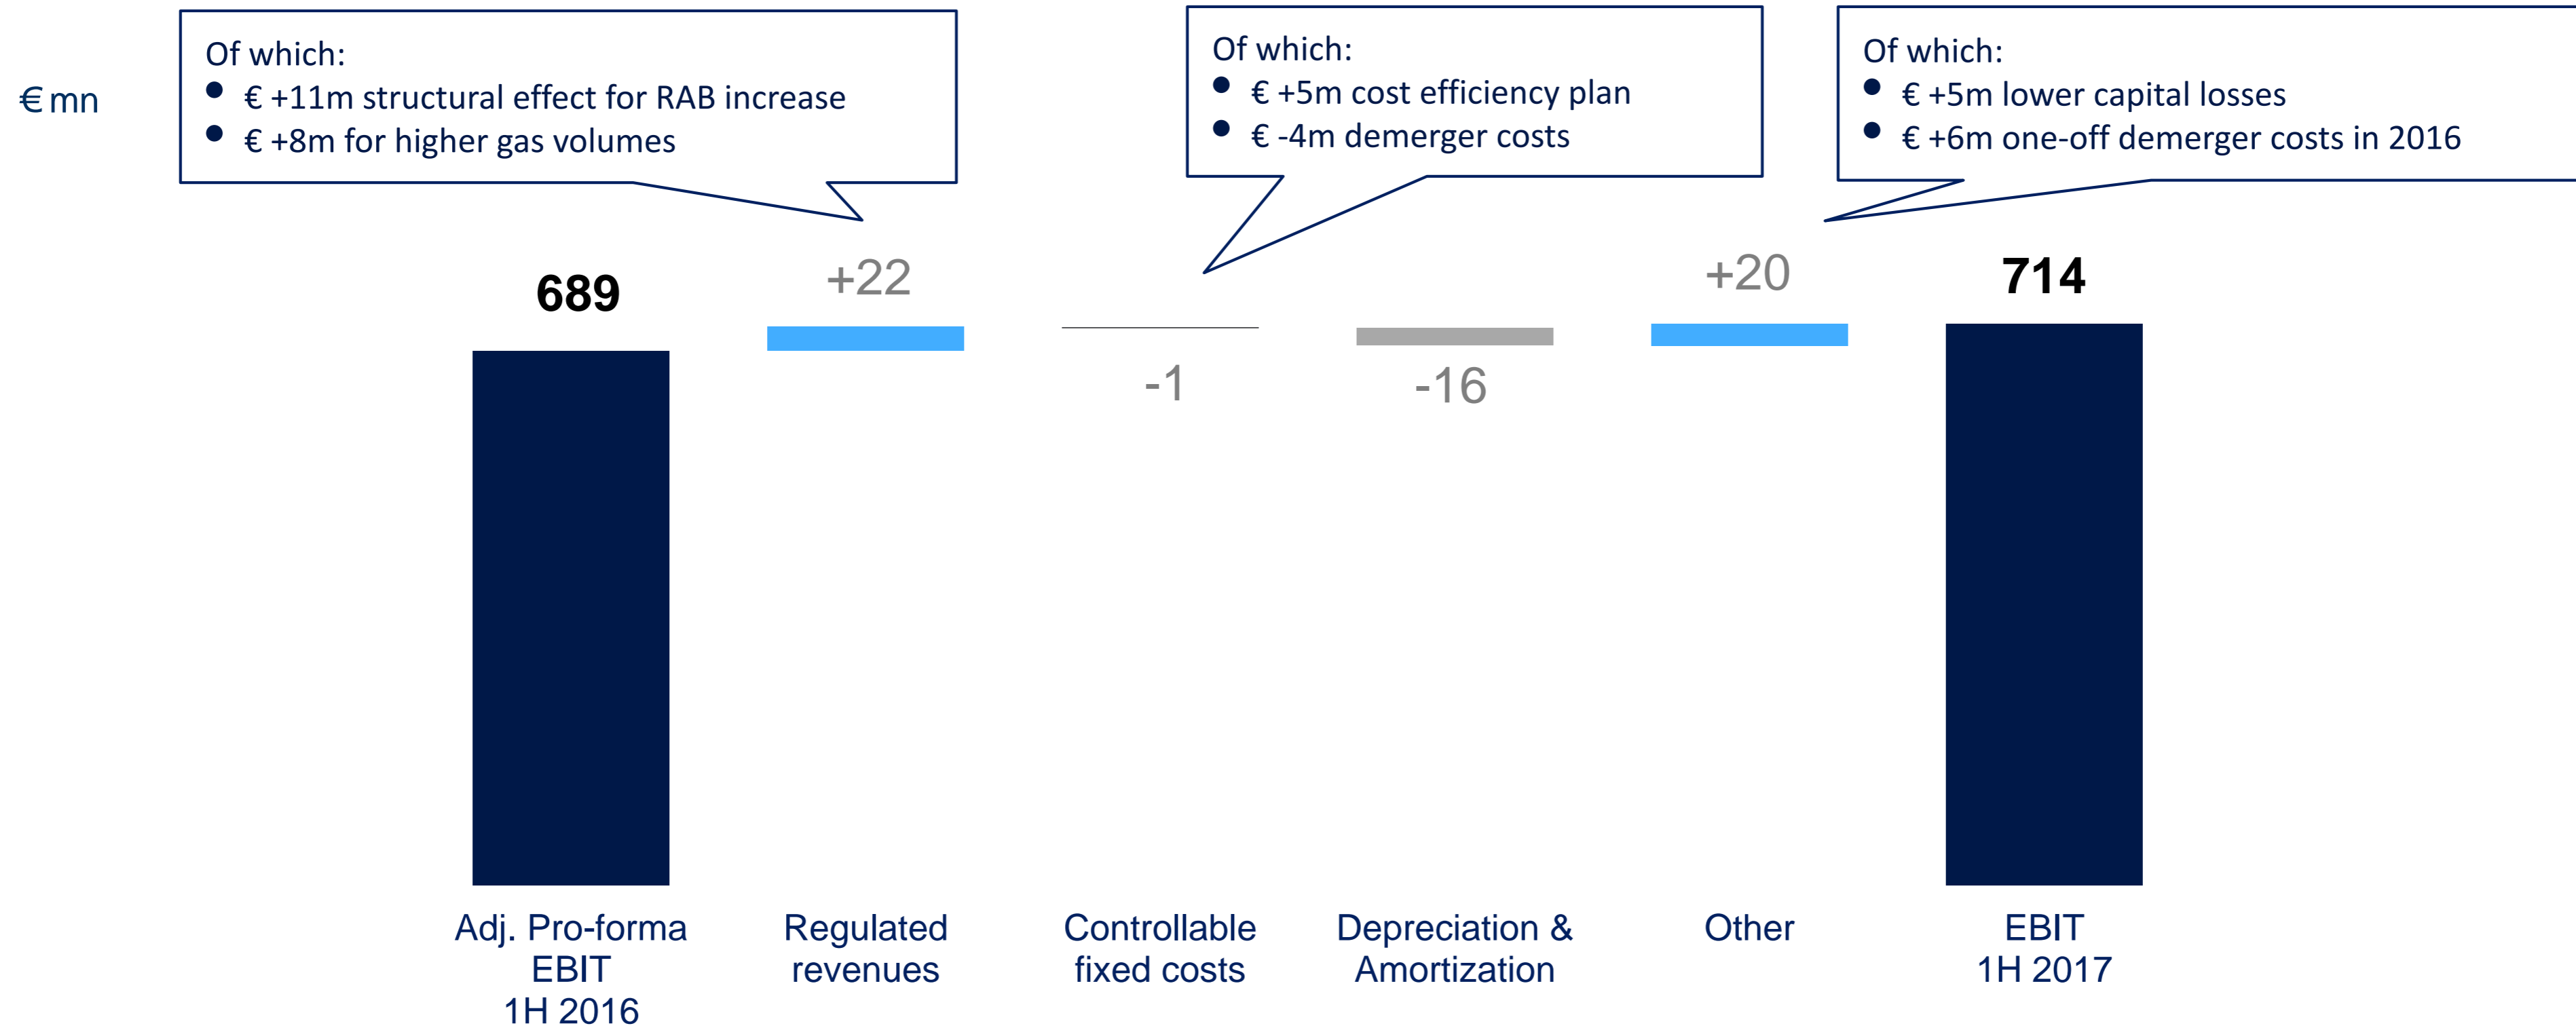 € mn
Of which:
• € +11m structural effect for RAB increase
• € +8m for higher gas volumes
Of which:
• € +5m cost efficiency plan
• € -4m demerger costs
Of which:
• € +5m lower capital losses
• € +6m one-off demerger costs in 2016
689
+22
-1
-16
+20
714
Adj. Pro-forma
EBIT
1H 2016
Regulated
revenues
Controllable
fixed costs
Depreciation &
Amortization
Other
EBIT
1H 2017